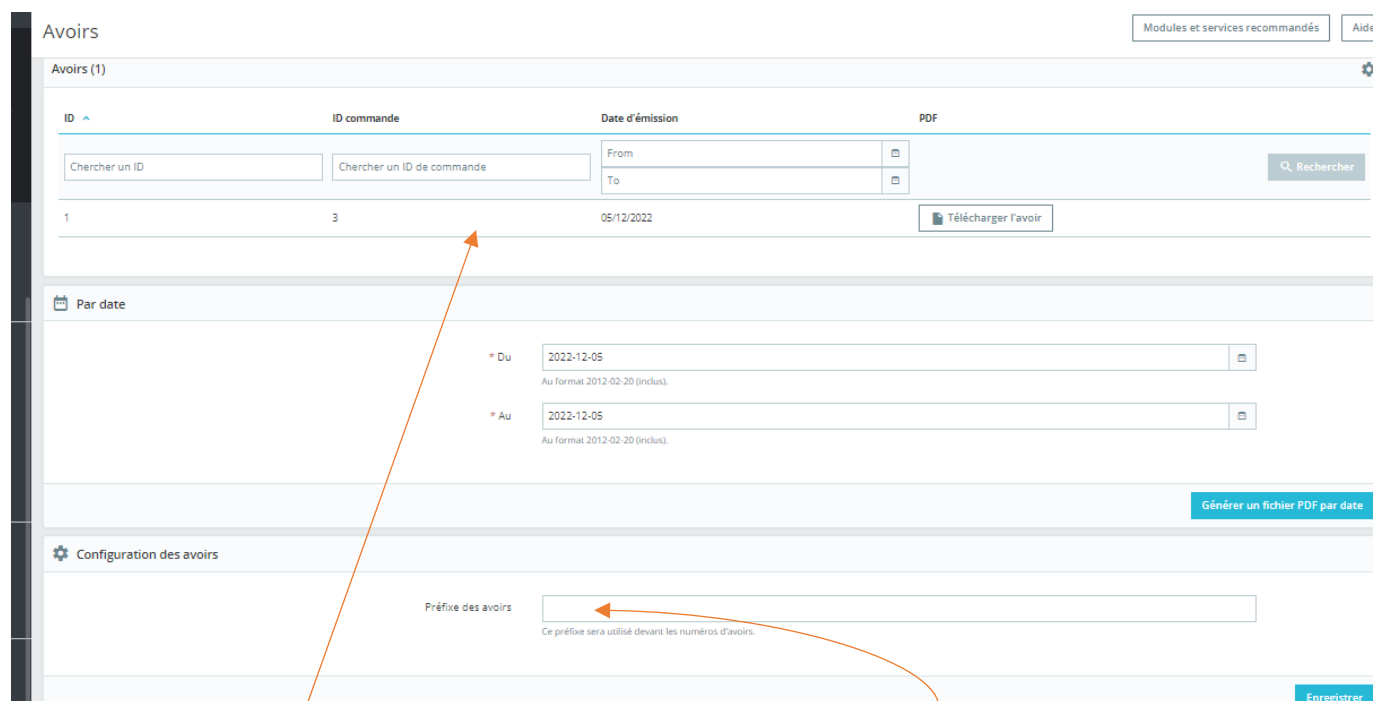 Avoirs
Modules et services recommandés
Aide
Avoirs (1)
ID ID commande Date d'émission PDF
Chercher un ID
Chercher un ID de commande
From
To
Rechercher
1 3 05/12/2022 Télécharger l'avoir
Par date
* Du 2022-12-05
Au format 2012-02-20 (inclus).
* Au 2022-12-05
Au format 2012-02-20 (inclus).
Générer un fichier PDF par date
Configuration des avoirs
Préfixe des avoirs
Ce préfixe sera utilisé devant les numéros d'avoirs.
Enregistrer